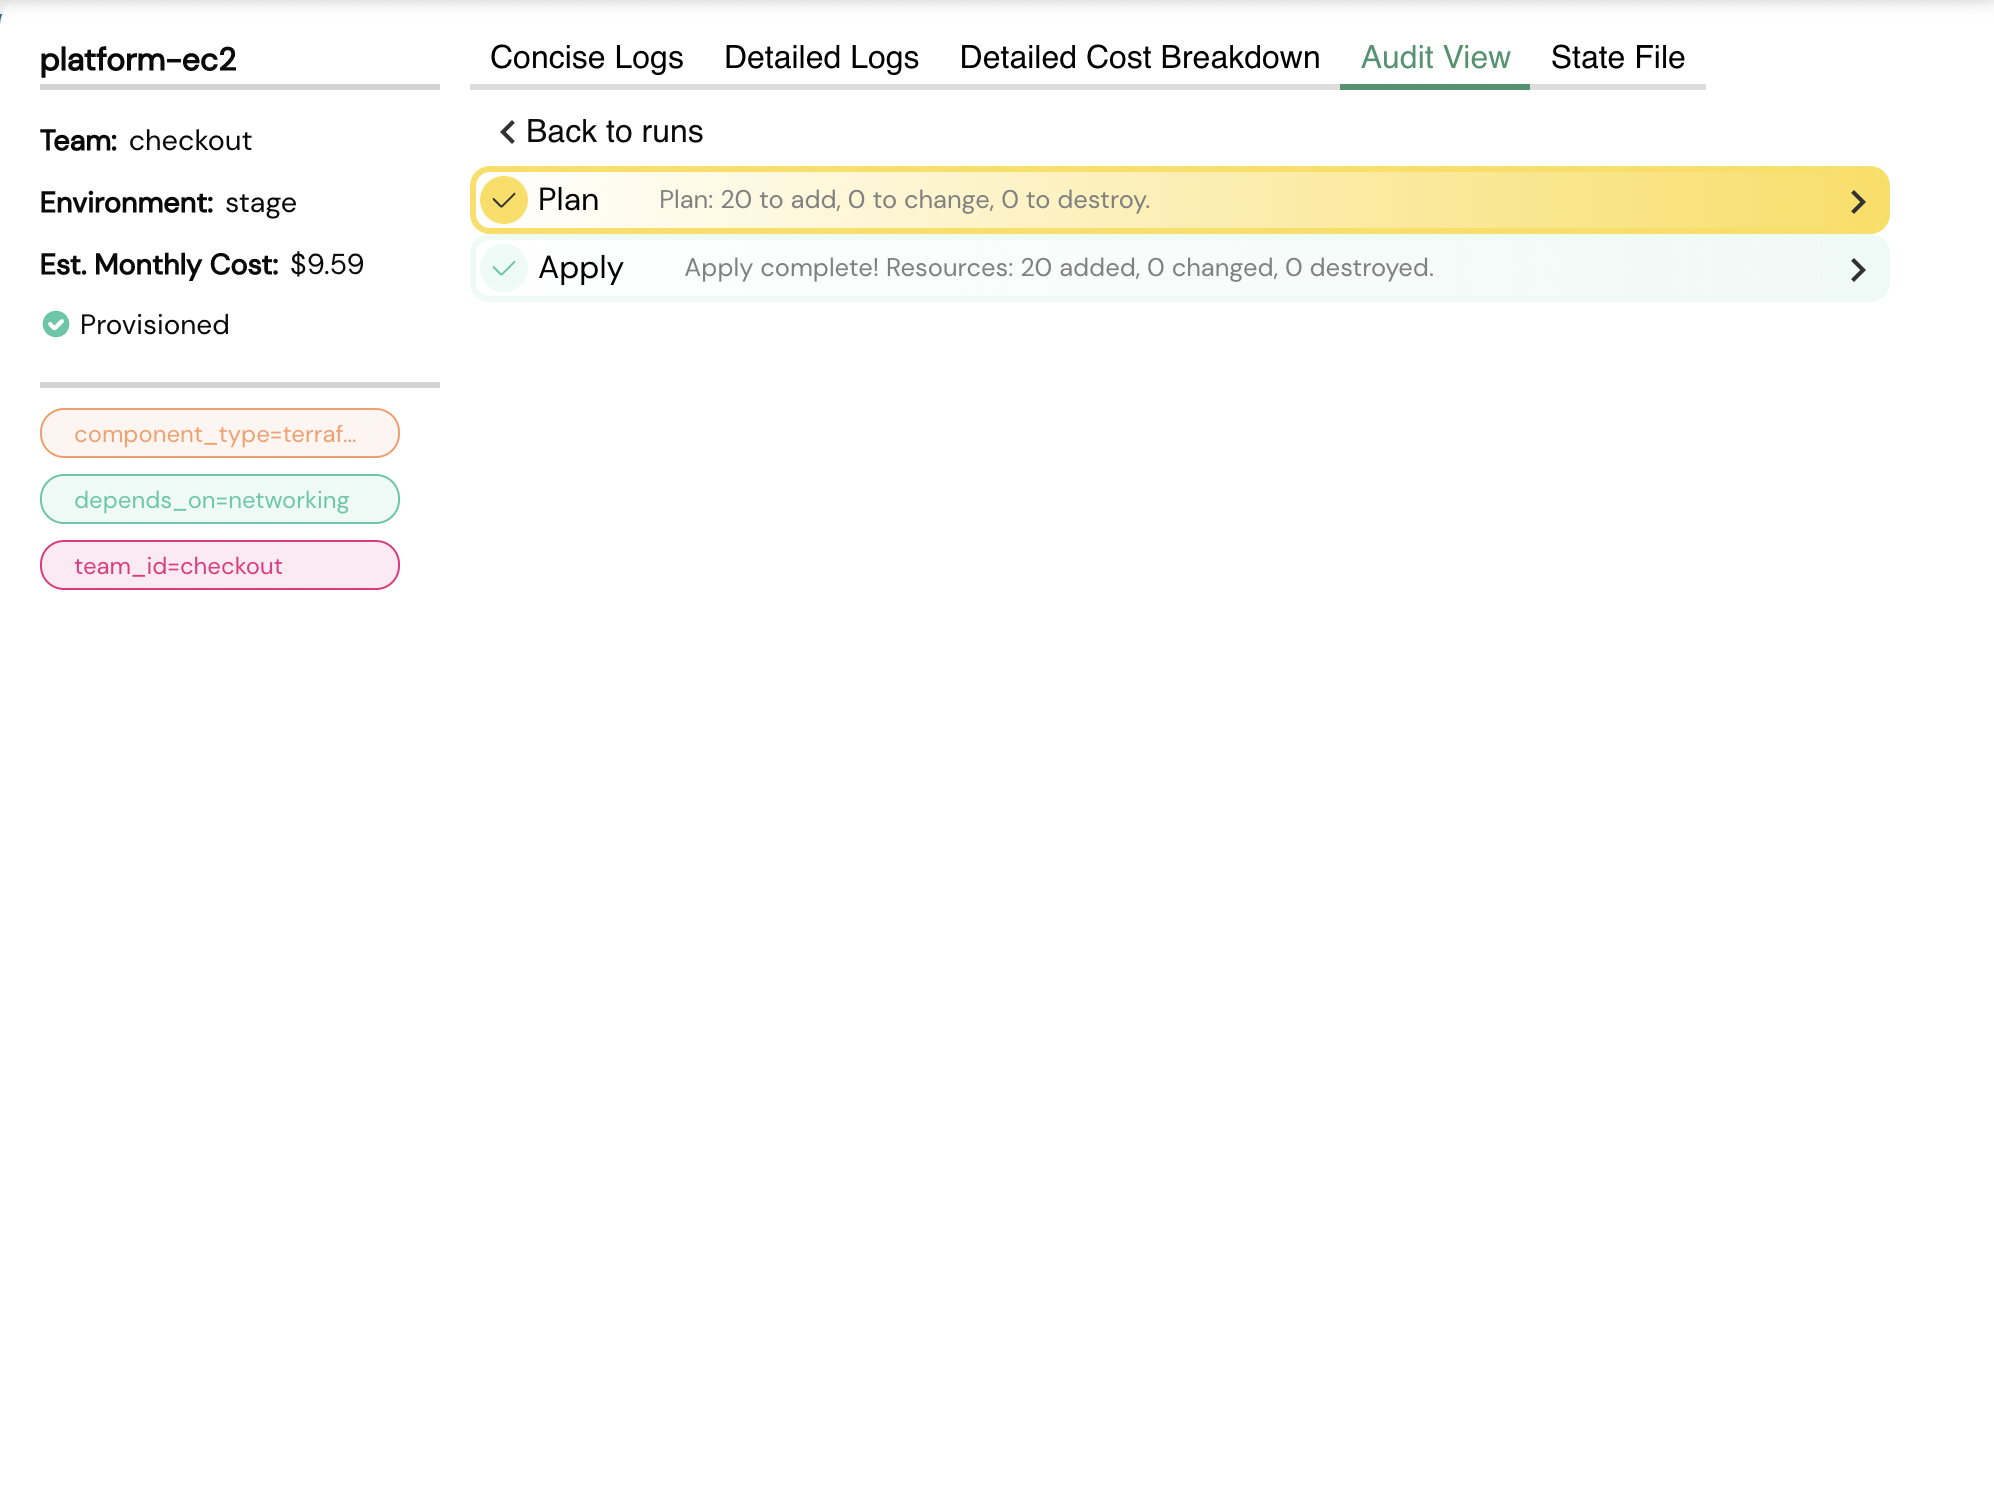 platform-ec2
Team: checkout
Environment: stage
Est. Monthly Cost: $9.59
Provisioned
component_type=terraf...
depends_on=networking
team_id=checkout
Concise Logs Detailed Logs Detailed Cost Breakdown Audit View State File
Back to runs
Plan Plan: 20 to add, 0 to change, 0 to destroy.
Apply Apply complete! Resources: 20 added, 0 changed, 0 destroyed.